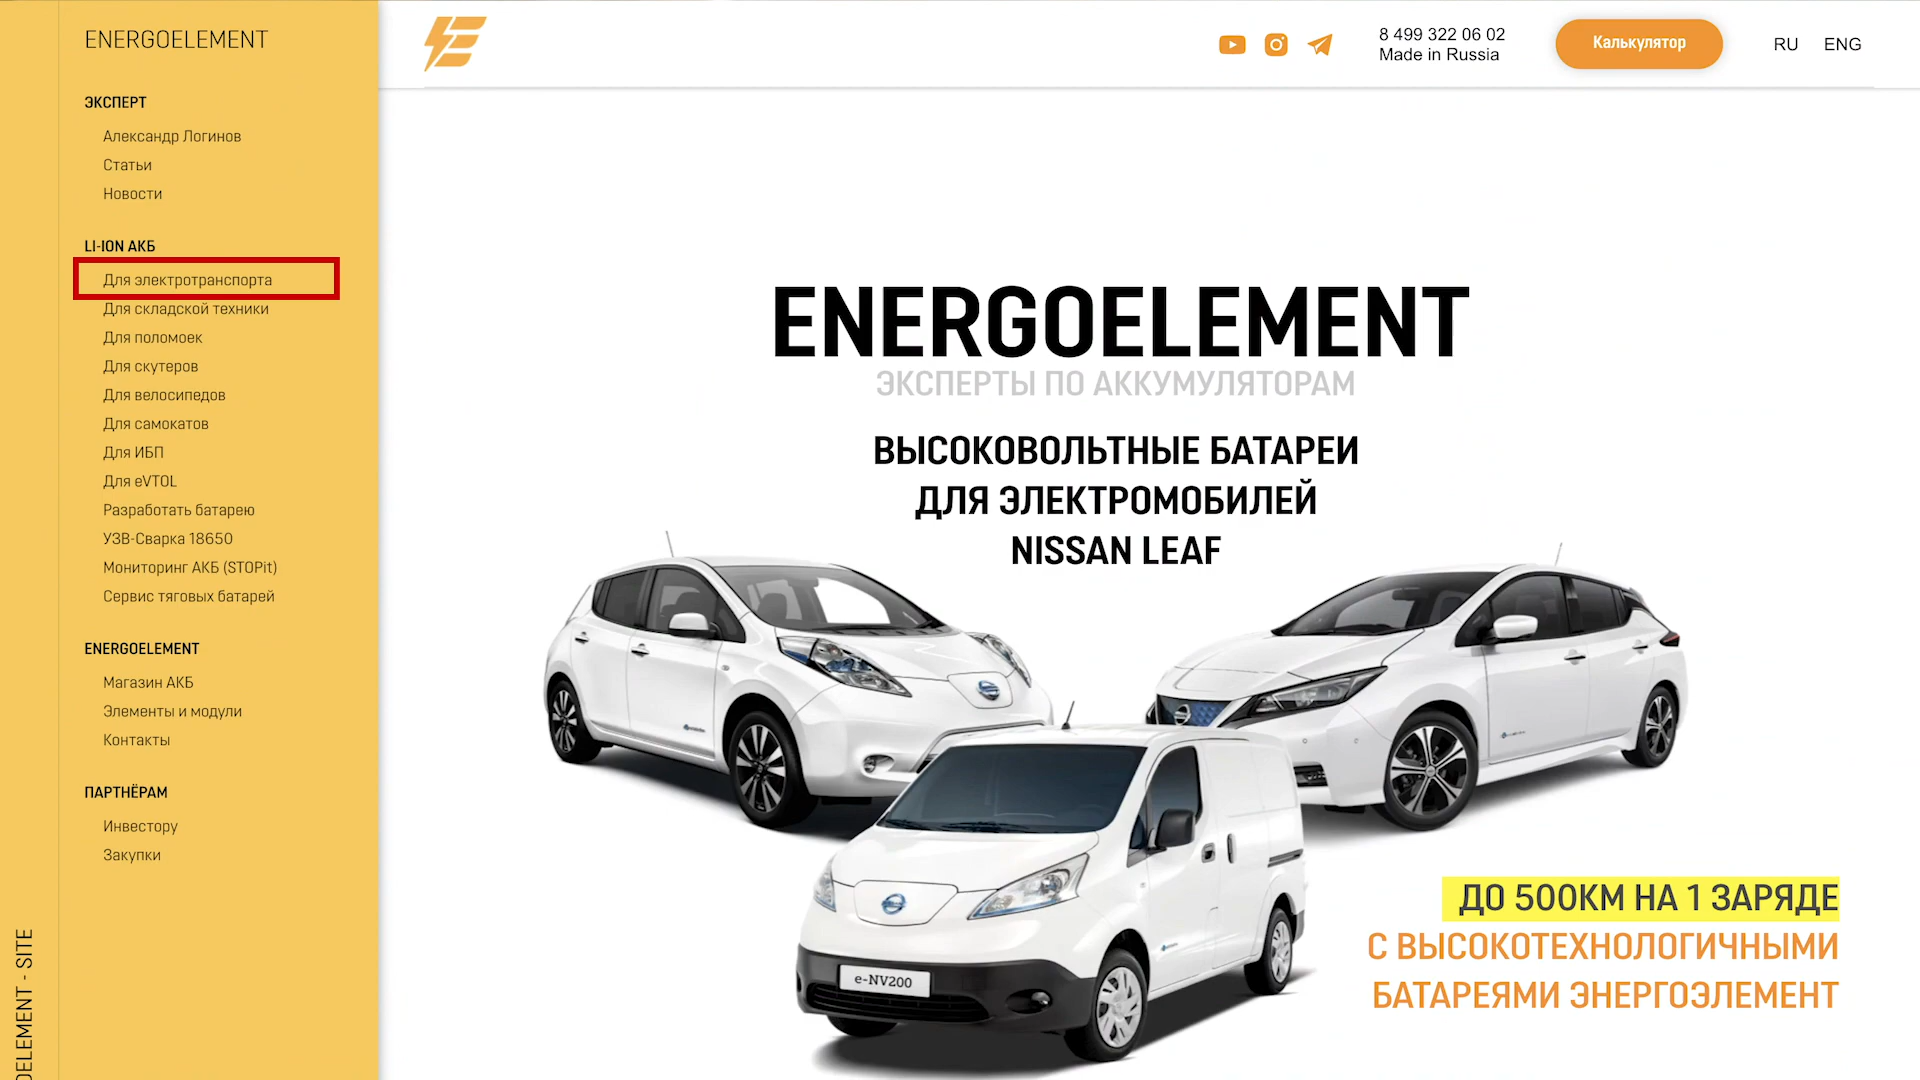 ENERGOELEMENT
ЭКСПЕРТ
Александр Логинов
Статьи
Новости
LI-ION АКБ
Для электротранспорта
Для складской техники
Для поломоек
Для скутеров
Для велосипедов
Для самокатов
Для ИБП
Для eVTOL
Разработать батарею
УЗВ-Сварка 18650
Мониторинг АКБ (STOPit)
Сервис тяговых батарей
ENERGOELEMENT
Магазин АКБ
Элементы и модули
Контакты
ПАРТНЁРАМ
Инвестору
Закупки
OELEMENT - SITE
8 499 322 06 02
Made in Russia
Калькулятор
RU ENG
ENERGOELEMENT
ЭКСПЕРТЫ ПО АККУМУЛЯТОРАМ
ВЫСОКОВОЛЬТНЫЕ БАТАРЕИ
ДЛЯ ЭЛЕКТРОМОБИЛЕЙ
NISSAN LEAF
e-NV200
ДО 500КМ НА 1 ЗАРЯДЕ
С ВЫСОКОТЕХНОЛОГИЧНЫМИ
БАТАРЕЯМИ ЭНЕРГОЭЛЕМЕНТ